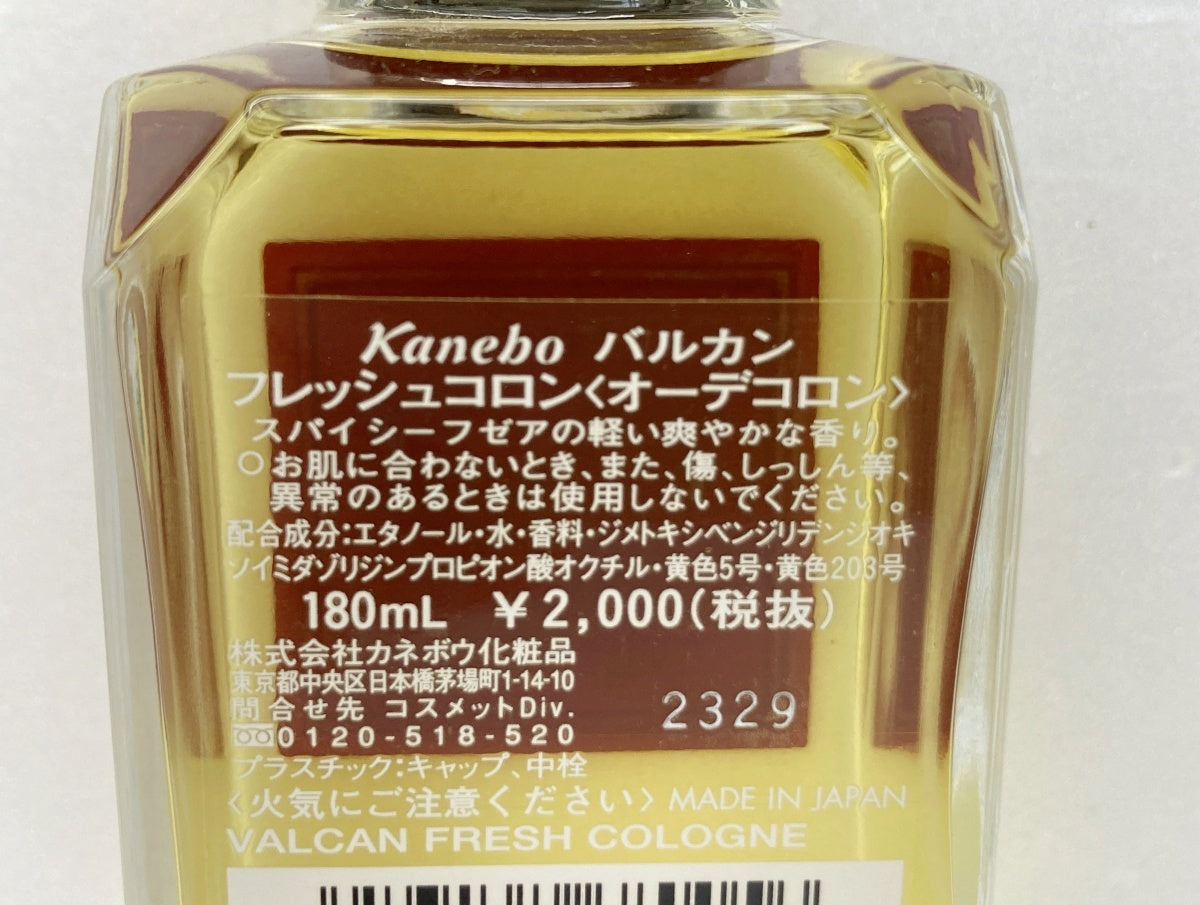 Kanebo バルカン
フレッシュコロン〈オーデコロン〉
スパイシーフゼアの軽い爽やかな香り。
○お肌に合わないとき、また、傷、しっしん等、
異常のあるときは使用しないでください。
配合成分:エタノール・水・香料・ジメトキシベンジリデンジオキ
ソイミダゾリジンプロピオン酸オクチル・黄色5号・黄色203号
180mL ￥2,000(税抜)
株式会社カネボウ化粧品
東京都中央区日本橋茅場町1-14-10
問合せ先 コスメットDiv.
0120-518-520
2329
プラスチック:キャップ、中栓
〈火気にご注意ください〉 MADE IN JAPAN
VALCAN FRESH COLOGNE